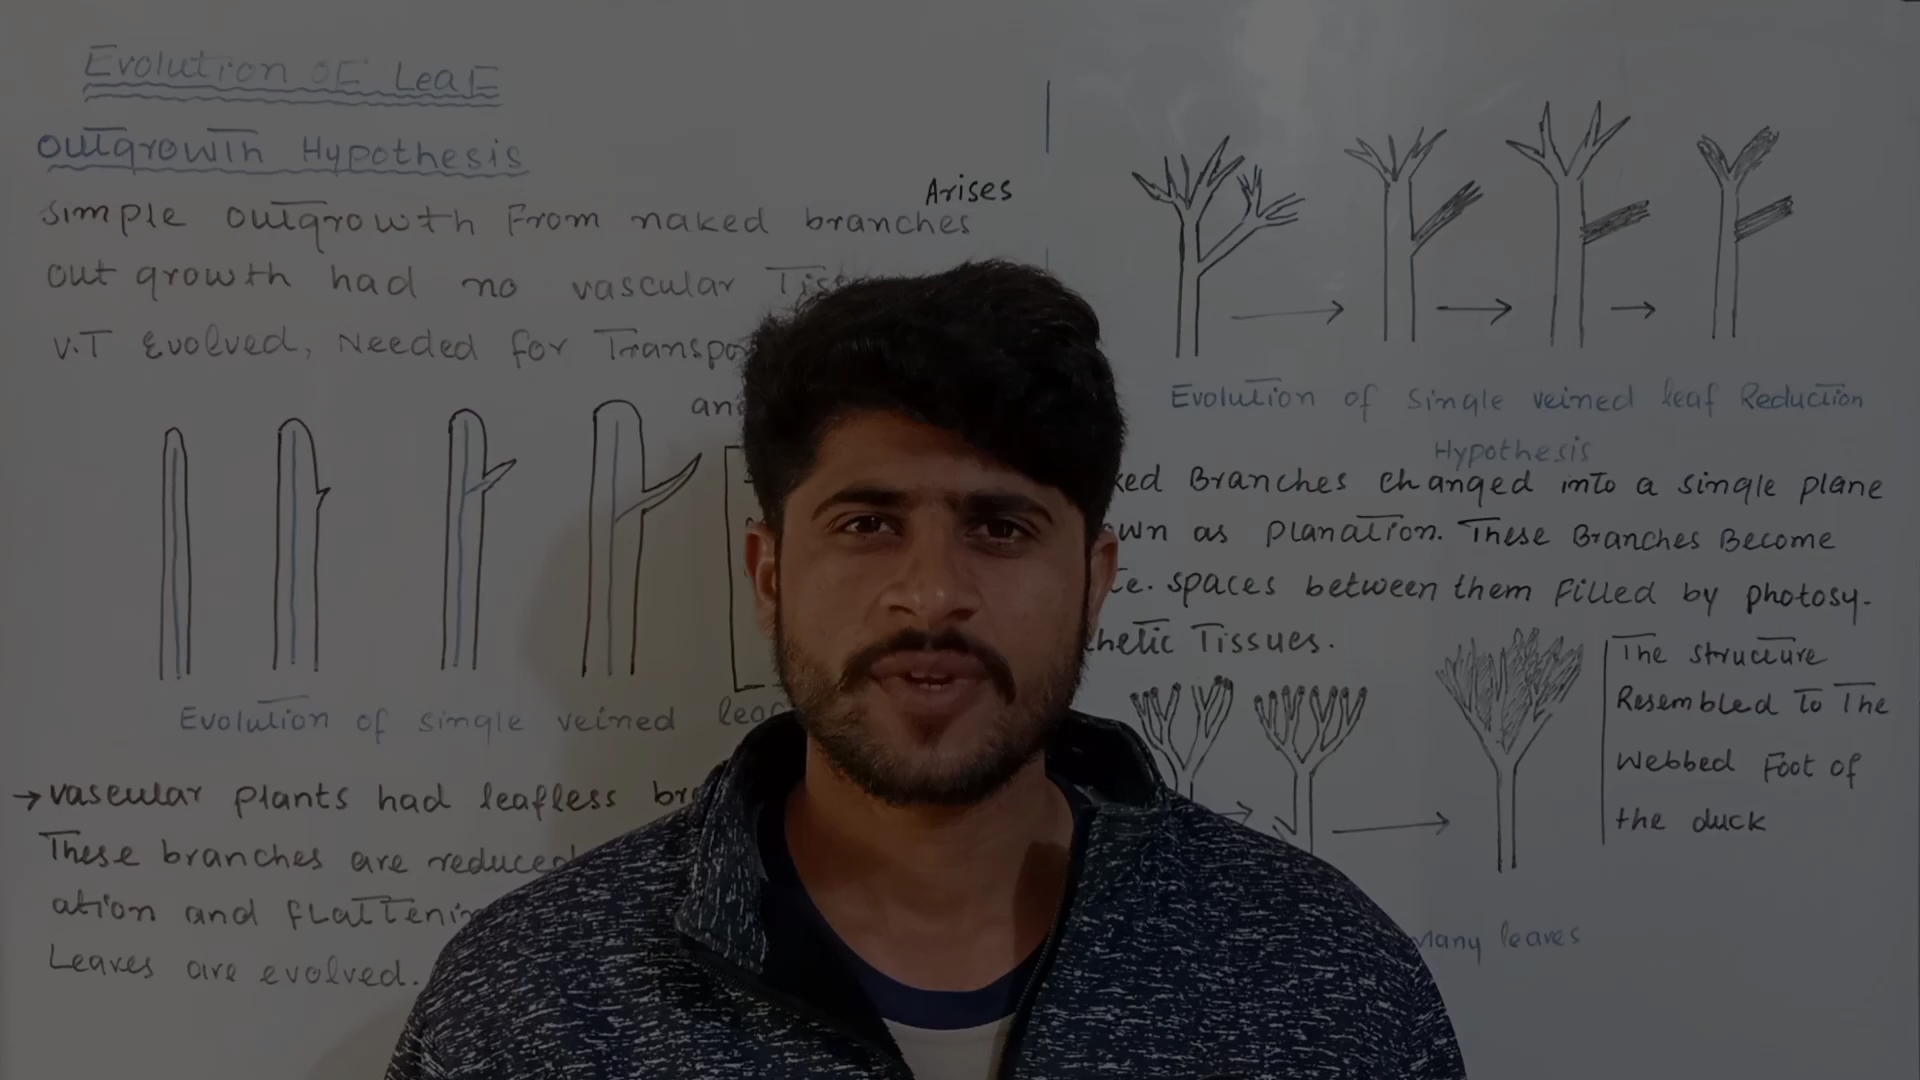 Evolution of Leaf
Outgrowth Hypothesis
Arises
Simple outgrowth From naked branches
out growth had no vascular
V.T Evolved, Needed for
Evolution of single veined
→ vascular plants had leafless
These branches are reduced
ation and flattening
Leaves are evolved.
Evolution of single veined leaf Reduction
Hypothesis
Branches changed into a single plane
as planation. These Branches Become
spaces between them filled by photosy-
hetic Tissues.
The structure
Resembled To The
Webbed Foot of
the duck
Many leaves